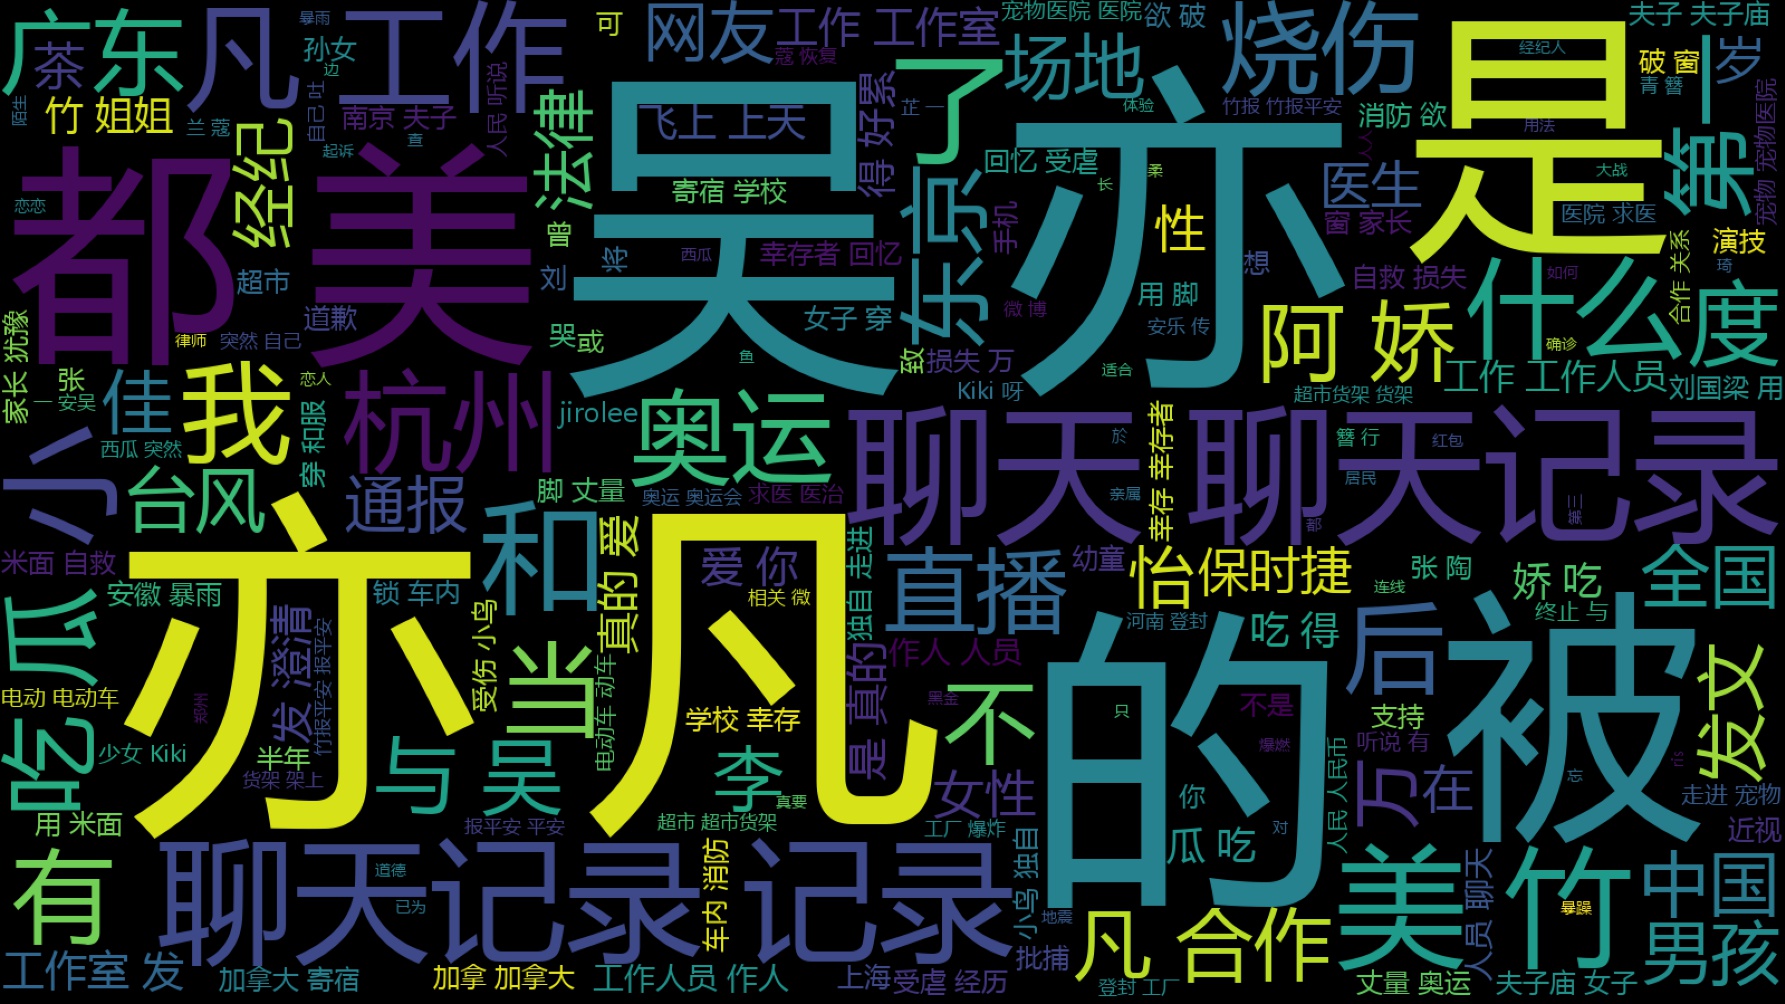 广东
茶
凡
暴雨
工作
孙女
边
可
网友
工作 工作室
蔻 恢复
宠物医院 医院
欲 破
烧伤
夫子 夫子庙
经纪人
破 窗
青 簪
岁
陌生
竹 姐姐
兰 蔻
自己 吐
南京 夫子
人民 听说
起诉
查
法律
飞上 上天
得 好累
芷 一
了
场地
体验
竹报 竹报平安
消防 欲
是
用法
大战
第一
宠物 宠物医院
都
美
经纪
恋恋
超市
道歉
律师
突然 自己
曾
刘
将
哭或
吴
寄宿 学校
西瓜
幸存者 回忆
女子 穿
鱼
东京
手机
微 博
致
损失 万
回忆 受虐
长
柔
亦
性
想
用 脚
安乐 传
适合
Kiki 呀
医生
窗 家长
自救 损失
医院 求医
合作 关系
演技
琦
如何
什么
确诊
度
阿 娇
超市货架 货架
工作 工作人员
刘国梁 用
家长 犹豫
张
一 安吴
佳
西瓜 突然
我
恋人
穿 和服
杭州
jirolee
奥运
聊天 聊天记录
於
幸存 幸存者
簪 行
红包
居民
亲属
都
第三
小
台风
通报
脚 丈量
奥运 奥运会
求医 医治
米面 自救
安徽 暴雨
瓜
亦
发 澄清
竹报平安 报平安
锁 车内
受伤 小鸟
和
真的 爱
凡
爱 你
相关 微
独自 走进
直播
幼童
怡
保时捷
连线
张 陶
娇 吃
终止 与
全国
电动 电动车
郑州
当
电动车 动车
学校 幸存
是 真的
作人 人员
黑金
不
的
河南 登封
吃 得
只
不是
爆燃
后
支持
听说 有
被
发文
ris
吃
少女 Kiki
半年
货架 架上
与
吴
李
真要
女性
你
人民 人民币
万
在
忘
走进 宠物
用 米面
报平安 平安
超市 超市货架
工厂 爆炸
瓜 吃
对
近视
有
聊天记录 记录
道德
已为
车内 消防
小鸟 独自
地震
批捕
凡
合作
美
人员 聊天
竹
暴躁
中国
男孩
工作室 发
加拿大 寄宿
加拿 加拿大
工作人员 作人
上海
受虐 经历
登封 工厂
丈量 奥运
夫子庙 女子